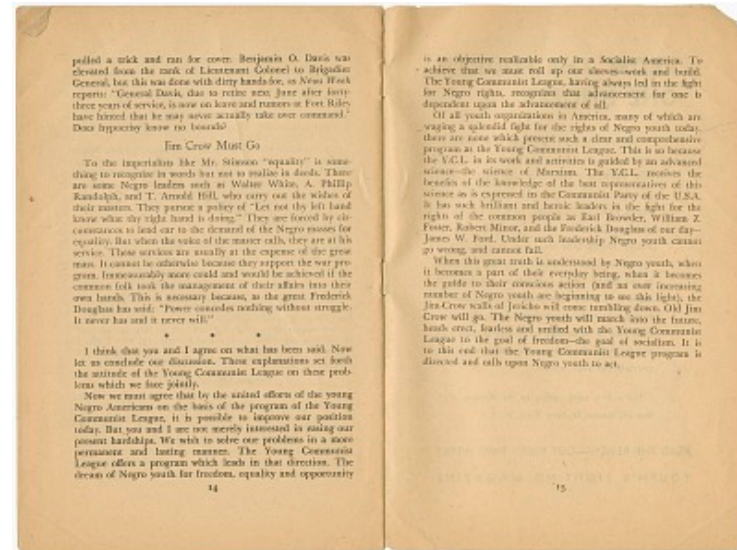 pulled a trick and ran for cover. Benjamin O. Davis was
elevated from the rank of Lieutenant Colonel to Brigadier
General, but this was done with dirty hands for, as News Week
reports: "General Davis, due to retire next June after forty-
three years of service, is now on leave and rumors at Fort Riley
have hinted that he may never actually take over command."
Does hypocrisy know no bounds?
Jim Crow Must Go
To the imperialists like Mr. Stimson "equality" is some-
thing to recognize in words but not to realize in deeds. There
are some Negro leaders such as Walter White, A. Phillip
Randolph, and T. Arnold Hill, who carry out the wishes of
their masters. They pursue a policy of "Let not thy left hand
know what thy right hand is doing." They are forced by cir-
cumstances to lend ear to the demand of the Negro masses for
equality. But when the voice of the master calls, they are at his
service. These services are usually at the expense of the great
mass. It cannot be otherwise because they support the war pro-
gram. Immeasurably more could and would be achieved if the
common folk took the management of their affairs into their
own hands. This is necessary because, as the great Frederick
Douglass has said: "Power concedes nothing without struggle.
It never has and it never will."
* * *
I think that you and I agree on what has been said. Now
let us conclude our discussion. These explanations set forth
the attitude of the Young Communist League on these prob-
lems which we face jointly.
Now we must agree that by the united efforts of the young
Negro Americans on the basis of the program of the Young
Communist League, it is possible to improve our position
today. But you and I are not merely interested in easing our
present hardships. We wish to solve our problems in a more
permanent and lasting manner. The Young Communist
League offers a program which leads in that direction. The
dream of Negro youth for freedom, equality and opportunity
14
is an objective realizable only in a Socialist America. To
achieve that we must roll up our sleeves—work and build.
The Young Communist League, having always led in the fight
for Negro rights, recognizes that advancement for one is
dependent upon the advancement of all.
Of all youth organizations in America, many of which are
waging a splendid fight for the rights of Negro youth today,
there are none which present such a clear and comprehensive
program as the Young Communist League. This is so because
the Y.C.L. in its work and activities is guided by an advanced
science—the science of Marxism. The Y.C.L. receives the
benefits of the knowledge of the best representatives of this
science as is expressed in the Communist Party of the U.S.A.
It has such brilliant and heroic leaders in the fight for the
rights of the common people as Earl Browder, William Z.
Foster, Robert Minor, and the Frederick Douglass of our day—
James W. Ford. Under such leadership Negro youth cannot
go wrong, and cannot fail.
When this great truth is understood by Negro youth, when
it becomes a part of their everyday being, when it becomes
the guide to their conscious action (and an ever increasing
number of Negro youth are beginning to see this light), the
Jim-Crow walls of Jericho will come tumbling down. Old Jim
Crow will go. The Negro youth will march into the future,
heads erect, fearless and unified with the Young Communist
League to the goal of freedom—the goal of socialism. It is
to this end that the Young Communist League program is
directed and calls upon Negro youth to act.
15